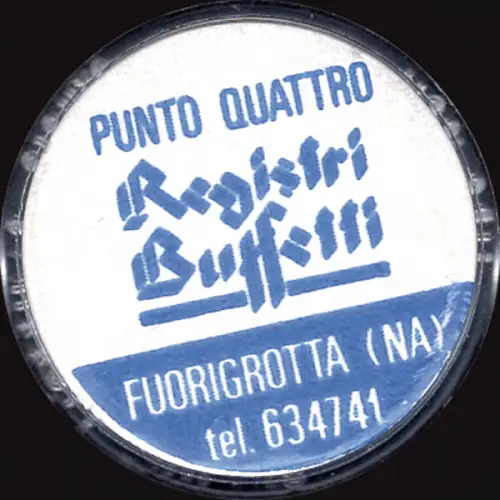 PUNTO QUATTRO
Registri
Buffetti
FUORIGROTTA (NA)
tel. 634741